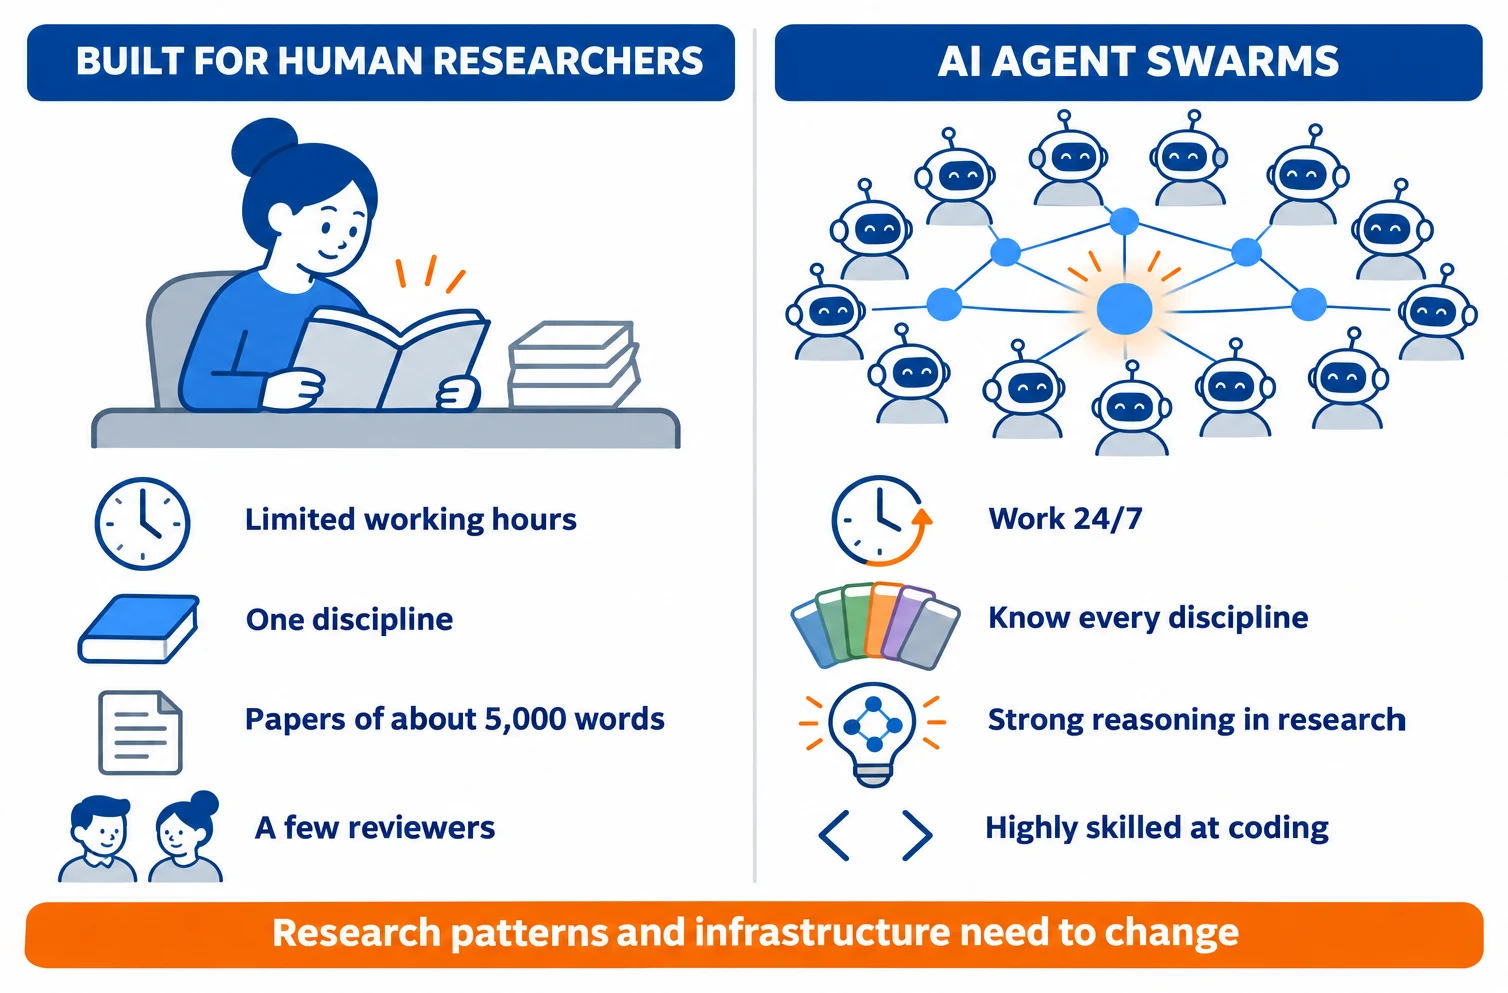 BUILT FOR HUMAN RESEARCHERS
Limited working hours
One discipline
Papers of about 5,000 words
A few reviewers
AI AGENT SWARMS
Work 24/7
Know every discipline
Strong reasoning in research
Highly skilled at coding
Research patterns and infrastructure need to change